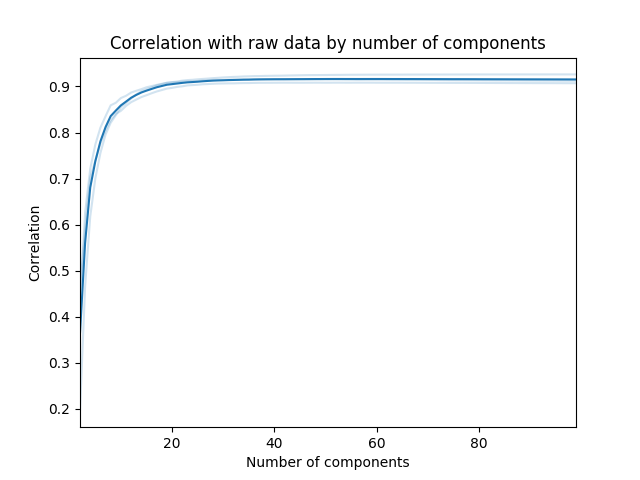 Correlation with raw data by number of components
Correlation
0.9
0.8
0.7
0.6
0.5
0.4
0.3
0.2
20 40 60 80
Number of components